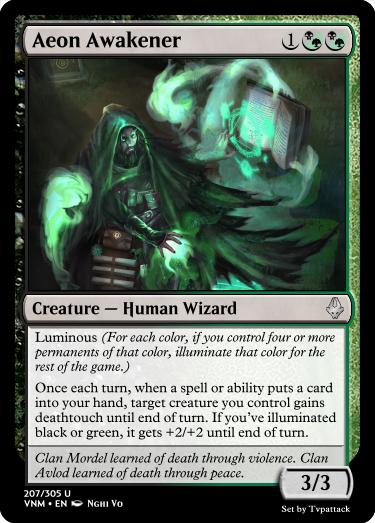 Aeon Awakener 1
Creature — Human Wizard
Luminous (For each color, if you control four or more
permanents of that color, illuminate that color for the
rest of the game.)
Once each turn, when a spell or ability puts a card
into your hand, target creature you control gains
deathtouch until end of turn. If you've illuminated
black or green, it gets +2/+2 until end of turn.
Clan Mordel learned of death through violence. Clan
Avlod learned of death through peace.
3/3
207/305 U
VNM • EN Nghi Vo
Set by Tvpattack